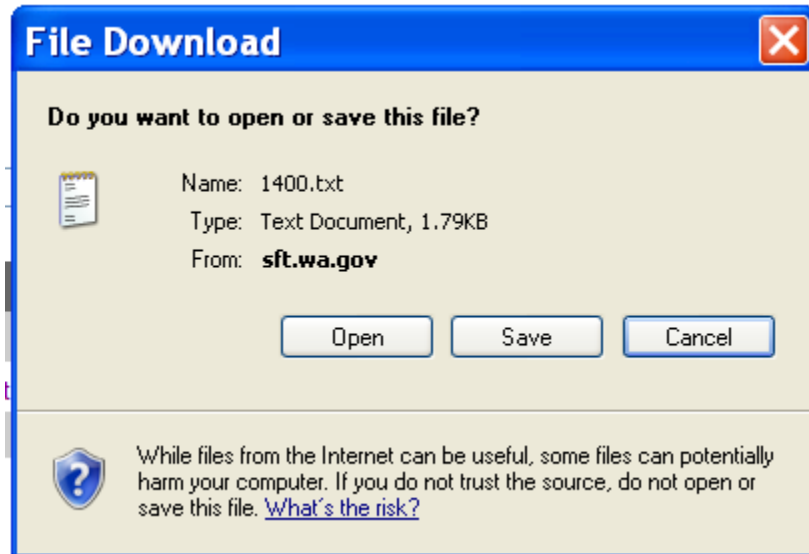 File Download
Do you want to open or save this file?
Name: 1400.txt
Type: Text Document, 1.79KB
From: sft.wa.gov
Open Save Cancel
t
While files from the Internet can be useful, some files can potentially
harm your computer. If you do not trust the source, do not open or
save this file. What's the risk?